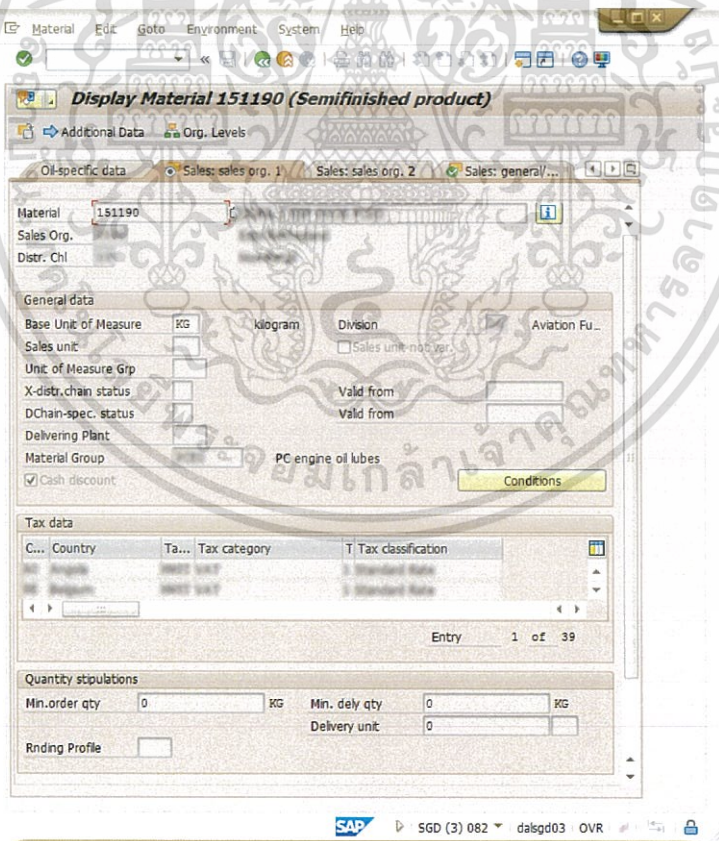 Material Edit Goto Environment System Help
Display Material 151190 (Semifinished product)
Additional Data Org. Levels
Oil-specific data Sales: sales org. 1 Sales: sales org. 2 Sales: general/...
Material 151190
Sales Org.
Distr. Chl
General data
Base Unit of Measure KG kilogram Division Aviation Fu...
Sales unit Sales unit not var.
Unit of Measure Grp
X-distr.chain status Valid from
DChain-spec. status Valid from
Delivering Plant
Material Group PC engine oil lubes
Cash discount Conditions
Tax data
C... Country Ta... Tax category T Tax classification
Entry 1 of 39
Quantity stipulations
Min.order qty 0 KG Min. dely qty 0 KG
Delivery unit 0
Rnding Profile
SAP SGD (3) 082 dalsgd03 OVR